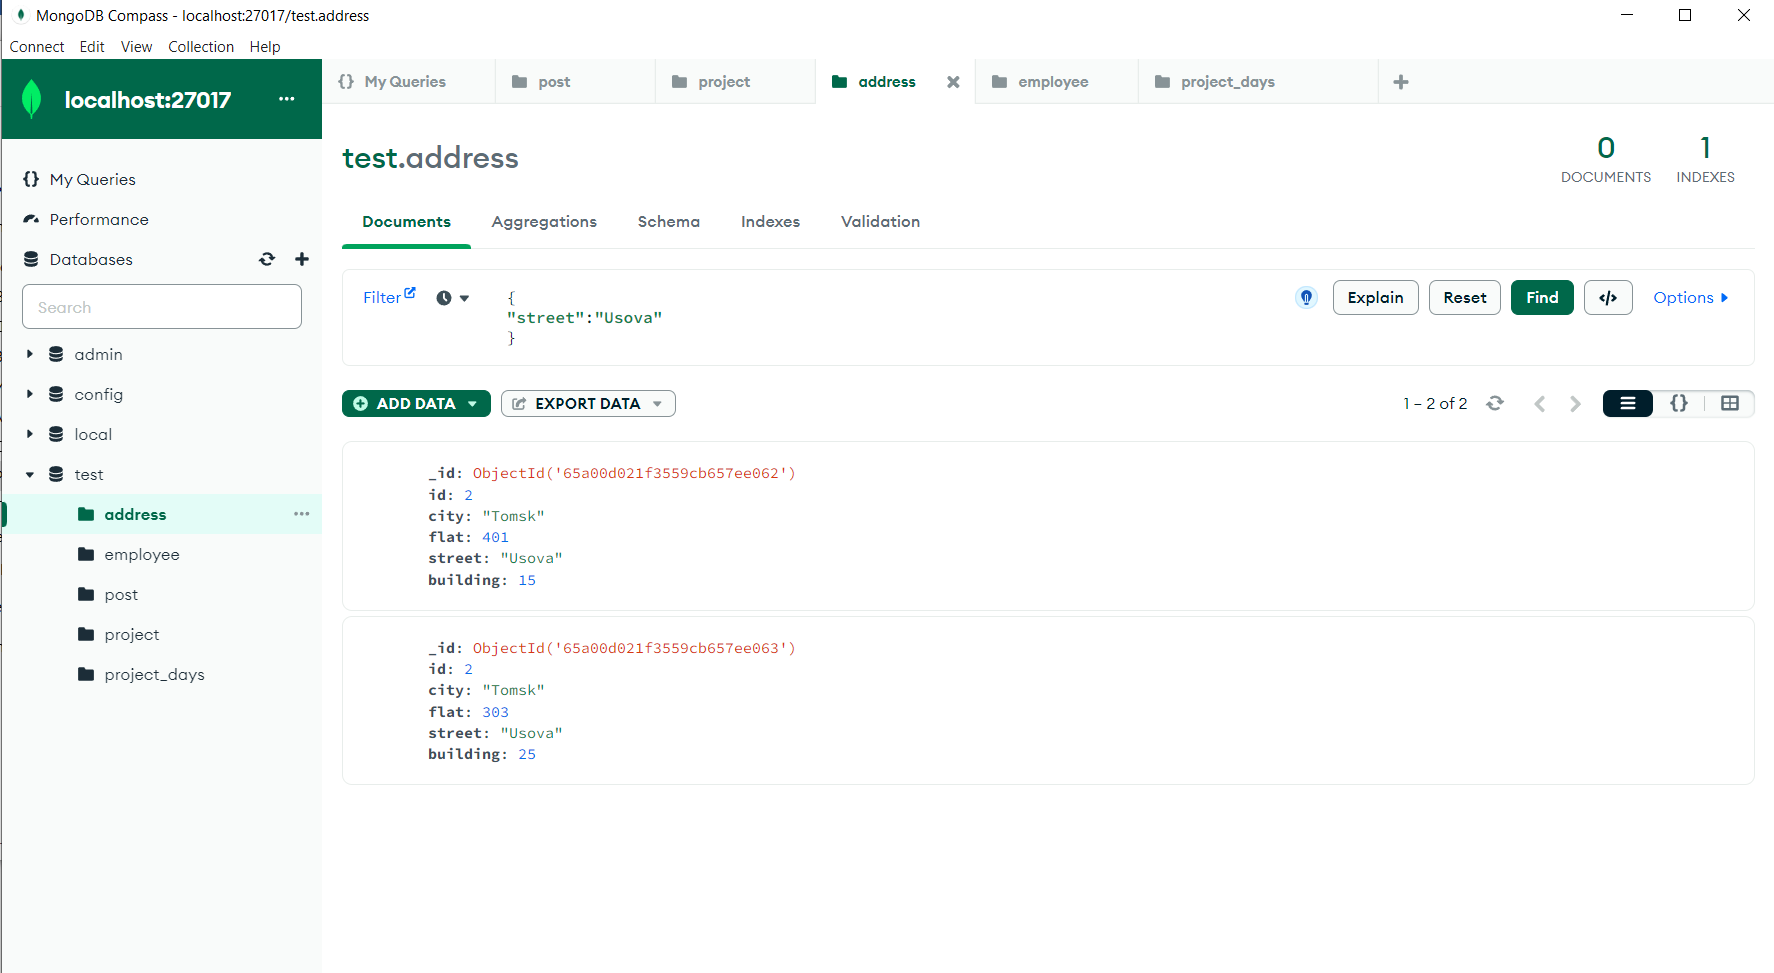 MongoDB Compass - localhost:27017/test.address
Connect Edit View Collection Help
localhost:27017 ...
{} My Queries
post
project
address
employee
project_days
My Queries
Performance
Databases
Search
admin
config
local
test
address ...
employee
post
project
project_days
test.address
0
DOCUMENTS
1
INDEXES
Documents Aggregations Schema Indexes Validation
Filter
{
"street":"Usova"
}
Explain Reset Find </> Options
ADD DATA EXPORT DATA 1 – 2 of 2 {}
_id: ObjectId('65a00d021f3559cb657ee062')
id: 2
city: "Tomsk"
flat: 401
street: "Usova"
building: 15
_id: ObjectId('65a00d021f3559cb657ee063')
id: 2
city: "Tomsk"
flat: 303
street: "Usova"
building: 25